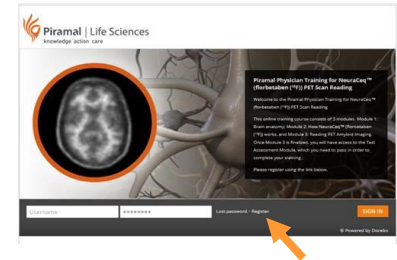 Piramal | Life Sciences
knowledge action care
Piramal Physician Training for NeuraCeq™
(florbetaben (¹⁸F)) PET Scan Reading
Welcome to the Piramal Physician Training for NeuraCeq™
(florbetaben (¹⁸F)) PET Scan Reading
This online training course consists of 3 modules: Module 1:
Brain anatomy; Module 2: How NeuraCeq™ (florbetaben
(¹⁸F)) works, and Module 3: Reading PET Amyloid Imaging.
Once Module 3 is finalized, you will have access to the Test
Assessment Module, which you need to pass in order to
complete your training.
Please register using the link below.
Username
********
Lost password - Register
SIGN IN
© Powered by Docebo